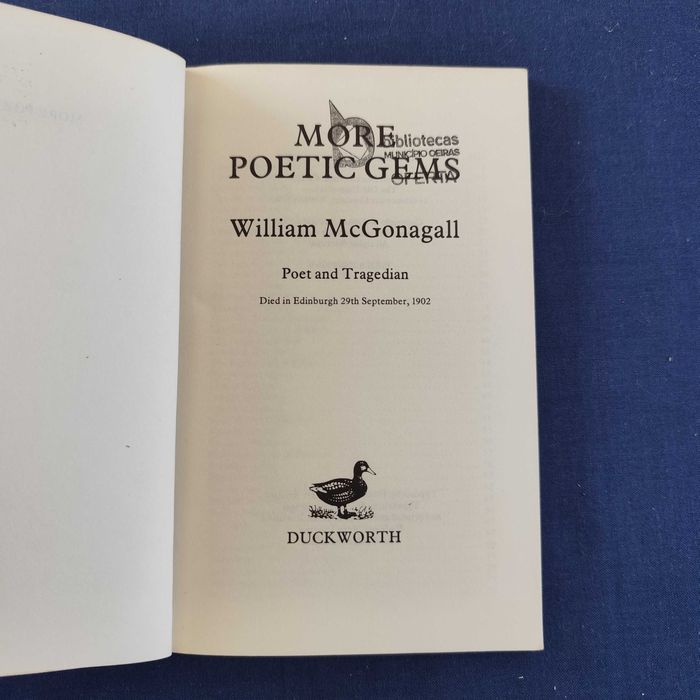 MORE
POETIC GEMS
bibliotecas
MUNICÍPIO OEIRAS
OFERTA
William McGonagall
Poet and Tragedian
Died in Edinburgh 29th September, 1902
DUCKWORTH